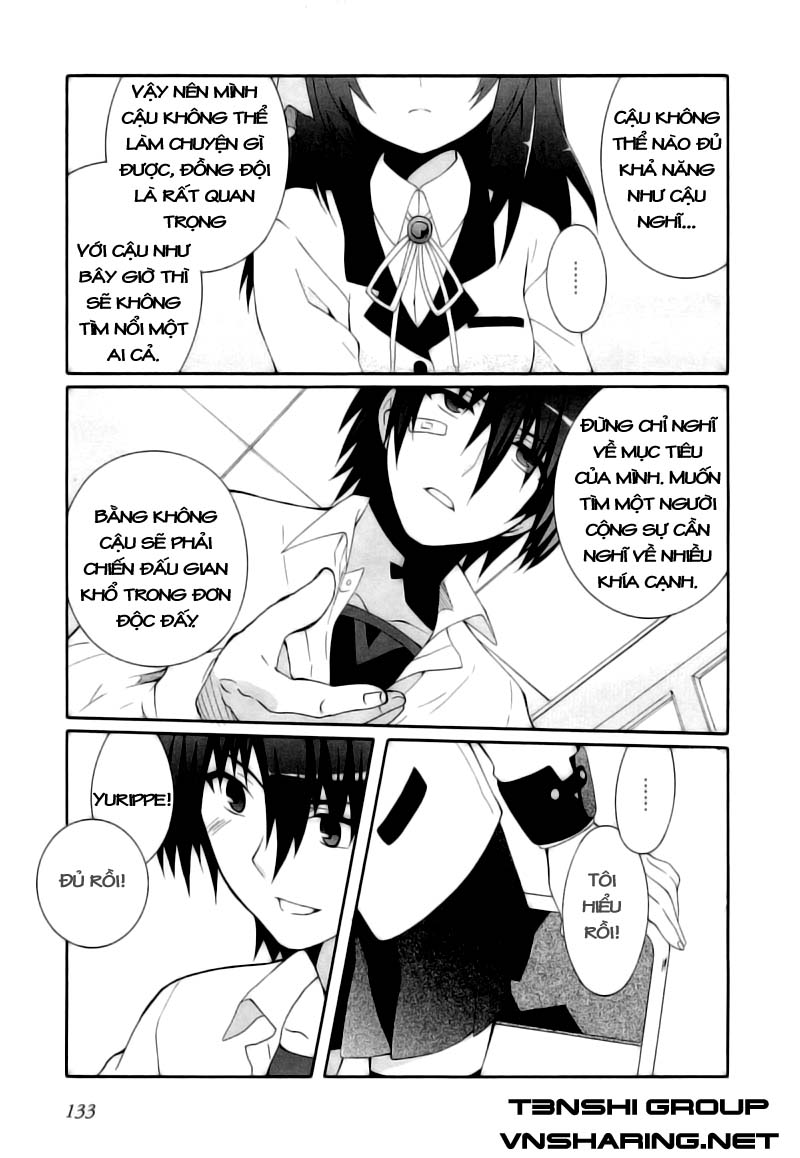 CẬU KHÔNG
THỂ NÀO ĐỦ
KHẢ NĂNG
NHƯ CẬU
NGHĨ...
......
VẬY NÊN MÌNH
CẬU KHÔNG THỂ
LÀM CHUYỆN GÌ
ĐƯỢC, ĐỒNG ĐỘI
LÀ RẤT QUAN
TRỌNG
VỚI CẬU NHƯ
BÂY GIỜ THÌ
SẼ KHÔNG
TÌM NỔI MỘT
AI CẢ.
ĐỪNG CHỈ NGHĨ
VỀ MỤC TIÊU
CỦA MÌNH. MUỐN
TÌM MỘT NGƯỜI
CỘNG SỰ CẦN
NGHĨ VỀ NHIỀU
KHÍA CẠNH.
BẰNG KHÔNG
CẬU SẼ PHẢI
CHIẾN ĐẤU GIAN
KHỔ TRONG ĐƠN
ĐỘC ĐẤY.
......
TÔI
HIỂU
RỒI!
YURIPPE!
ĐỦ RỒI!
133
T3NSHI GROUP
VNSHARING.NET